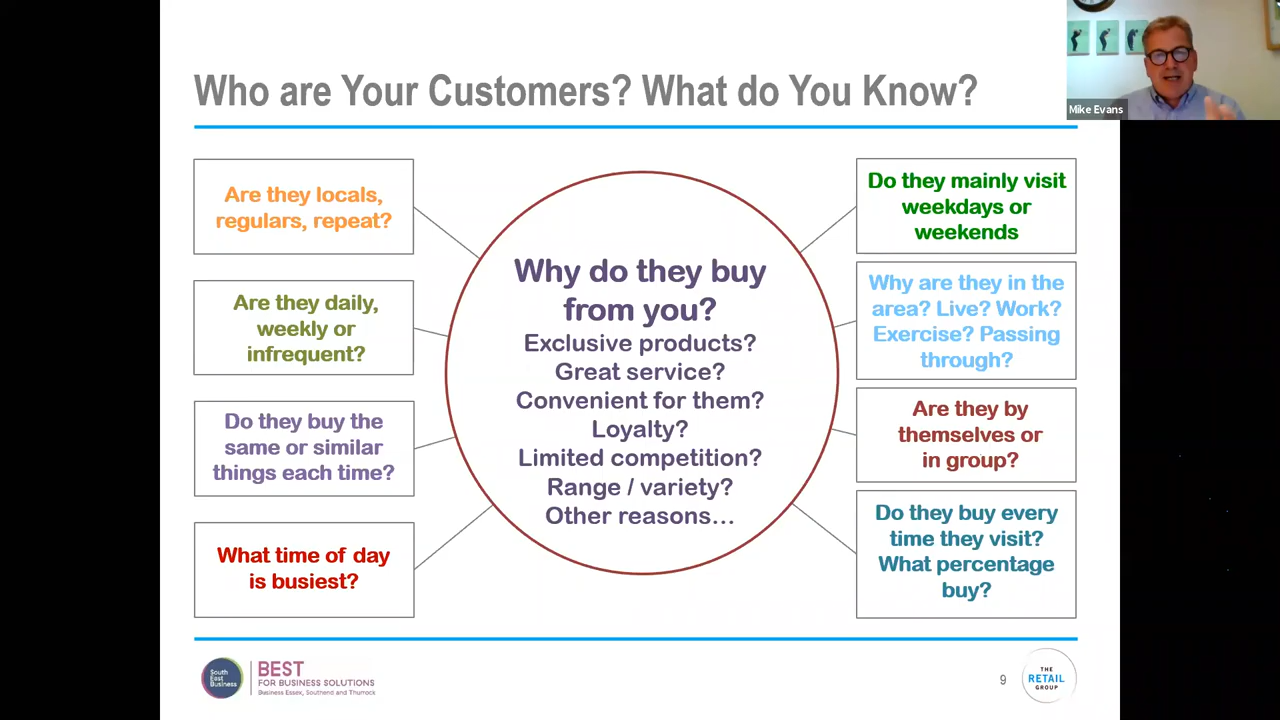 Who are Your Customers? What do You Know?
Mike Evans
Are they locals,
regulars, repeat?
Are they daily,
weekly or
infrequent?
Do they buy the
same or similar
things each time?
What time of day
is busiest?
Why do they buy
from you?
Exclusive products?
Great service?
Convenient for them?
Loyalty?
Limited competition?
Range / variety?
Other reasons...
Do they mainly visit
weekdays or
weekends
Why are they in the
area? Live? Work?
Exercise? Passing
through?
Are they by
themselves or
in group?
Do they buy every
time they visit?
What percentage
buy?
South
East
Business
BEST
FOR BUSINESS SOLUTIONS
Business Essex, Southend and Thurrock
9
THE
RETAIL
GROUP